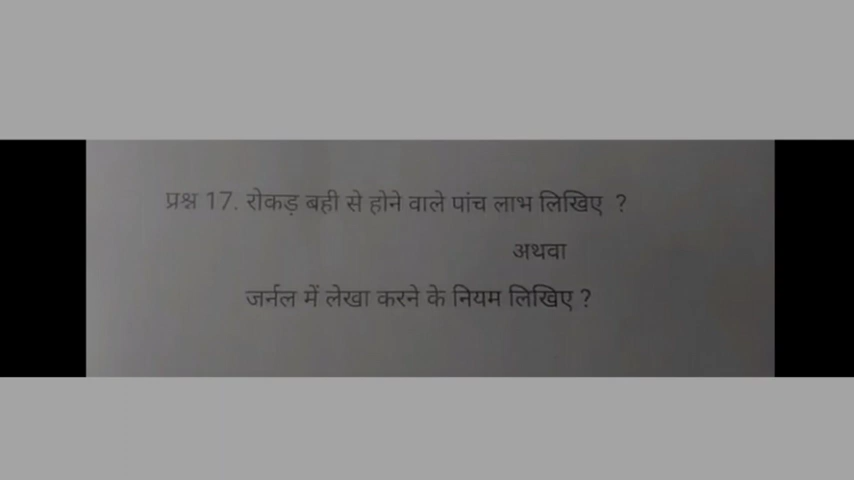 प्रश्न 17. रोकड़ बही से होने वाले पांच लाभ लिखिए ?
अथवा
जर्नल में लेखा करने के नियम लिखिए ?